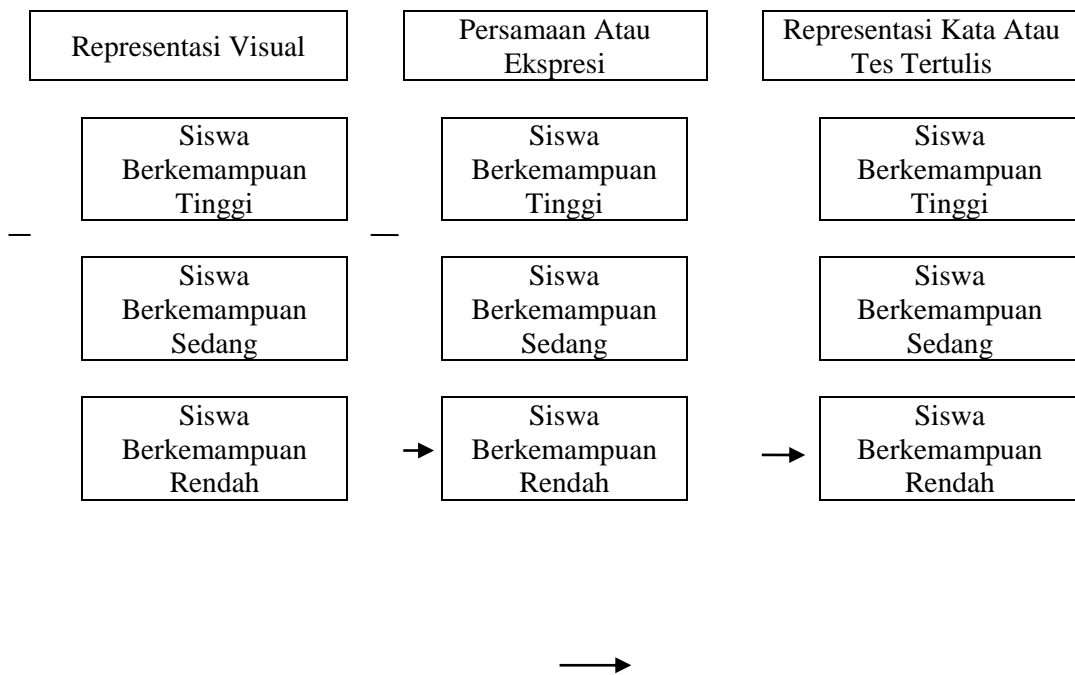 Representasi Visual
Persamaan Atau
Ekspresi
Representasi Kata Atau
Tes Tertulis
Siswa
Berkemampuan
Tinggi
Siswa
Berkemampuan
Tinggi
Siswa
Berkemampuan
Tinggi
Siswa
Berkemampuan
Sedang
Siswa
Berkemampuan
Sedang
Siswa
Berkemampuan
Sedang
Siswa
Berkemampuan
Rendah
Siswa
Berkemampuan
Rendah
Siswa
Berkemampuan
Rendah